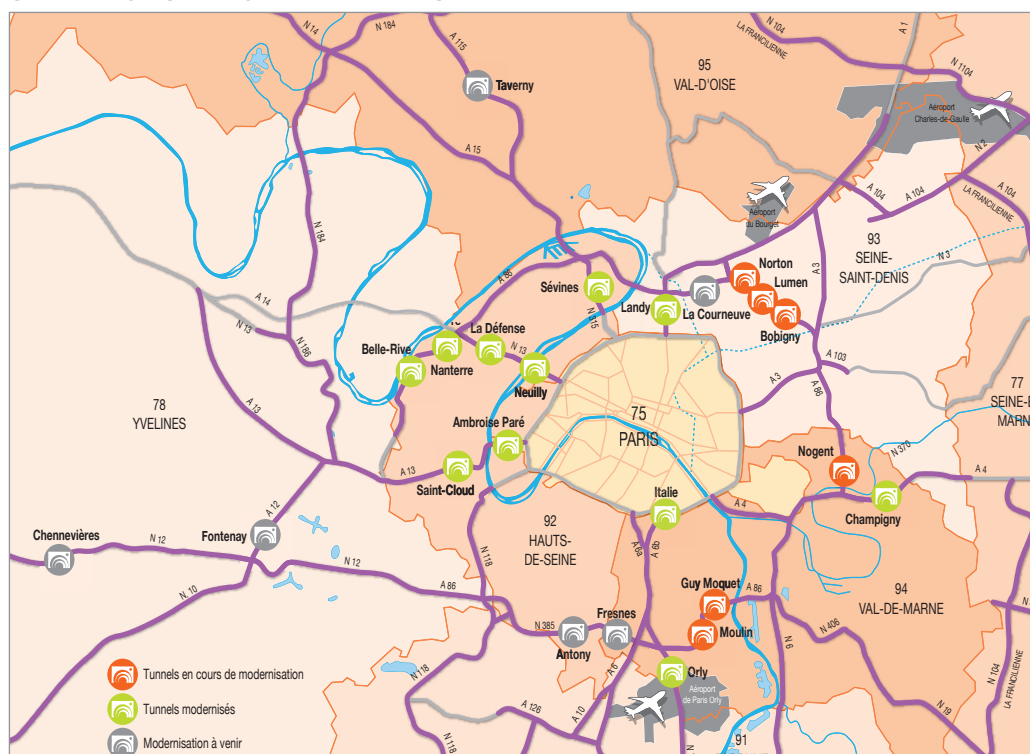 N 14
N 184
A 115
Taverny
95
VAL-D'OISE
N 104
LA FRANCILIENNE
A 1
N 1104
Aéroport
Charles-de-Gaulle
N 2
A 15
A 104
A 104
A 104
LA FRANCILIENNE
Aéroport
du Bourget
N 184
A 86
93
SEINE-
SAINT-DENIS
N 3
A 3
Norton
Lumen
Bobigny
La Courneuve
Landy
Sévines
N 315
A 14
N 13
N 186
La Défense
N 13
Belle-Rive
Nanterre
Neuilly
A 103
A 3
A 86
77
SEINE-E
MARN
78
YVELINES
A 13
75
PARIS
Ambroise Paré
A 13
Saint-Cloud
Nogent
N 370
A 4
Champigny
Italie
A 4
A 12
Chennevières
N 12
Fontenay
N 12
92
HAUTS-
DE-SEINE
N 118
A 6a
A 6b
N 10
A 86
Guy Moquet
A 86
94
VAL-DE-MARNE
Fresnes
N 385
Antony
Moulin
N 406
N 6
A 6
Orly
Aéroport
de Paris Orly
N 118
A 126
A 10
N 118
N 104
LA FRANCILIENNE
N 19
91
N
N
Tunnels en cours de modernisation
Tunnels modernisés
Modernisation à venir